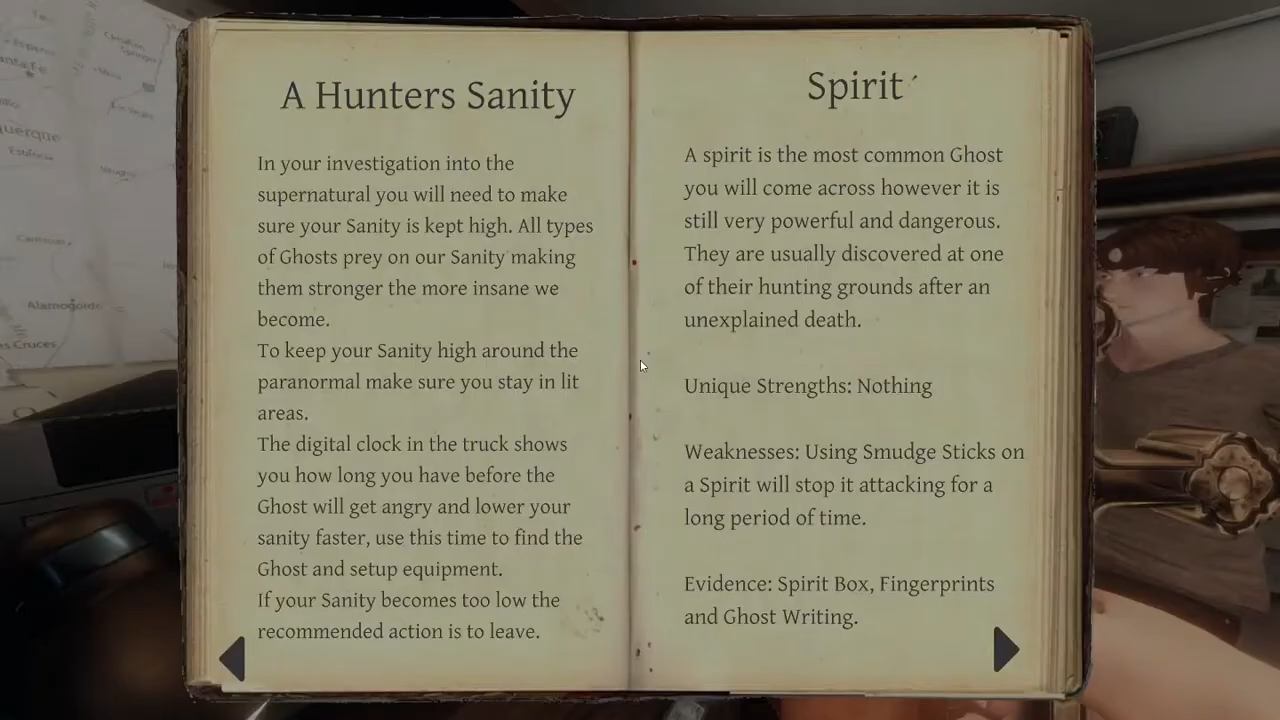 A Hunters Sanity
In your investigation into the
supernatural you will need to make
sure your Sanity is kept high. All types
of Ghosts prey on our Sanity making
them stronger the more insane we
become.
To keep your Sanity high around the
paranormal make sure you stay in lit
areas.
The digital clock in the truck shows
you how long you have before the
Ghost will get angry and lower your
sanity faster, use this time to find the
Ghost and setup equipment.
If your Sanity becomes too low the
recommended action is to leave.
Spirit
A spirit is the most common Ghost
you will come across however it is
still very powerful and dangerous.
They are usually discovered at one
of their hunting grounds after an
unexplained death.
Unique Strengths: Nothing
Weaknesses: Using Smudge Sticks on
a Spirit will stop it attacking for a
long period of time.
Evidence: Spirit Box, Fingerprints
and Ghost Writing.
Alamogordo